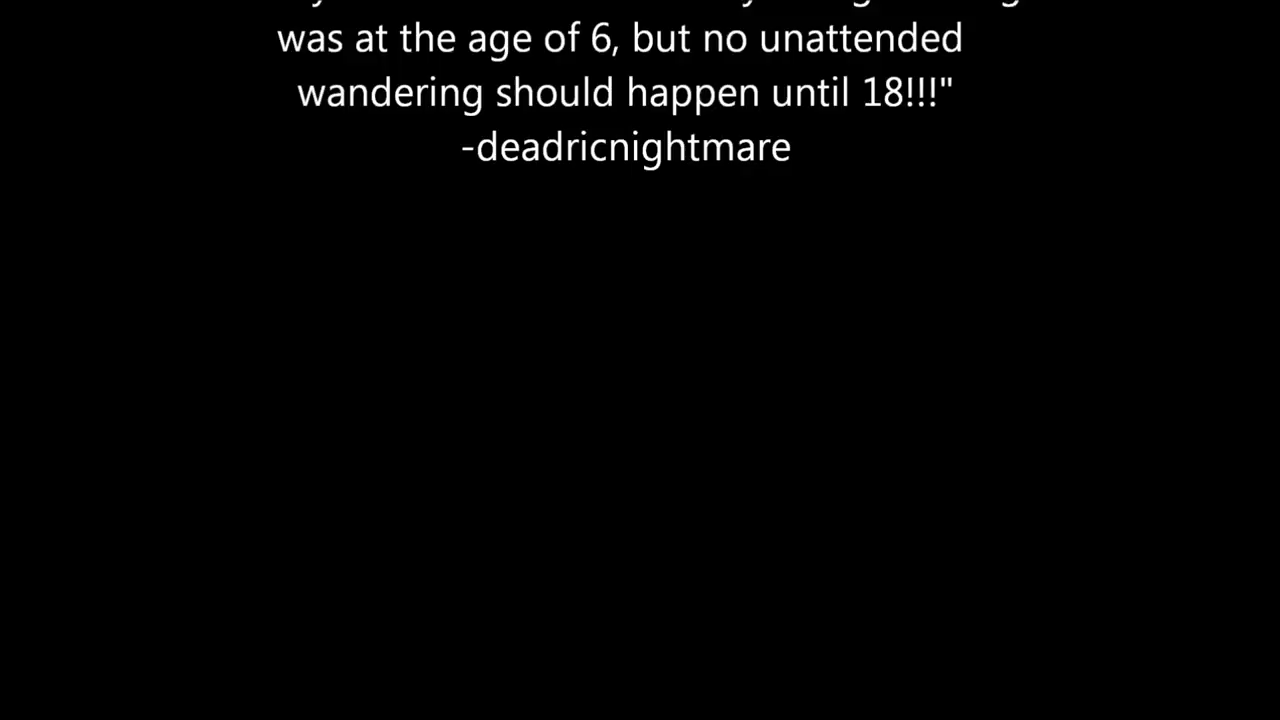 was at the age of 6, but no unattended
wandering should happen until 18!!!"
-deadricnightmare